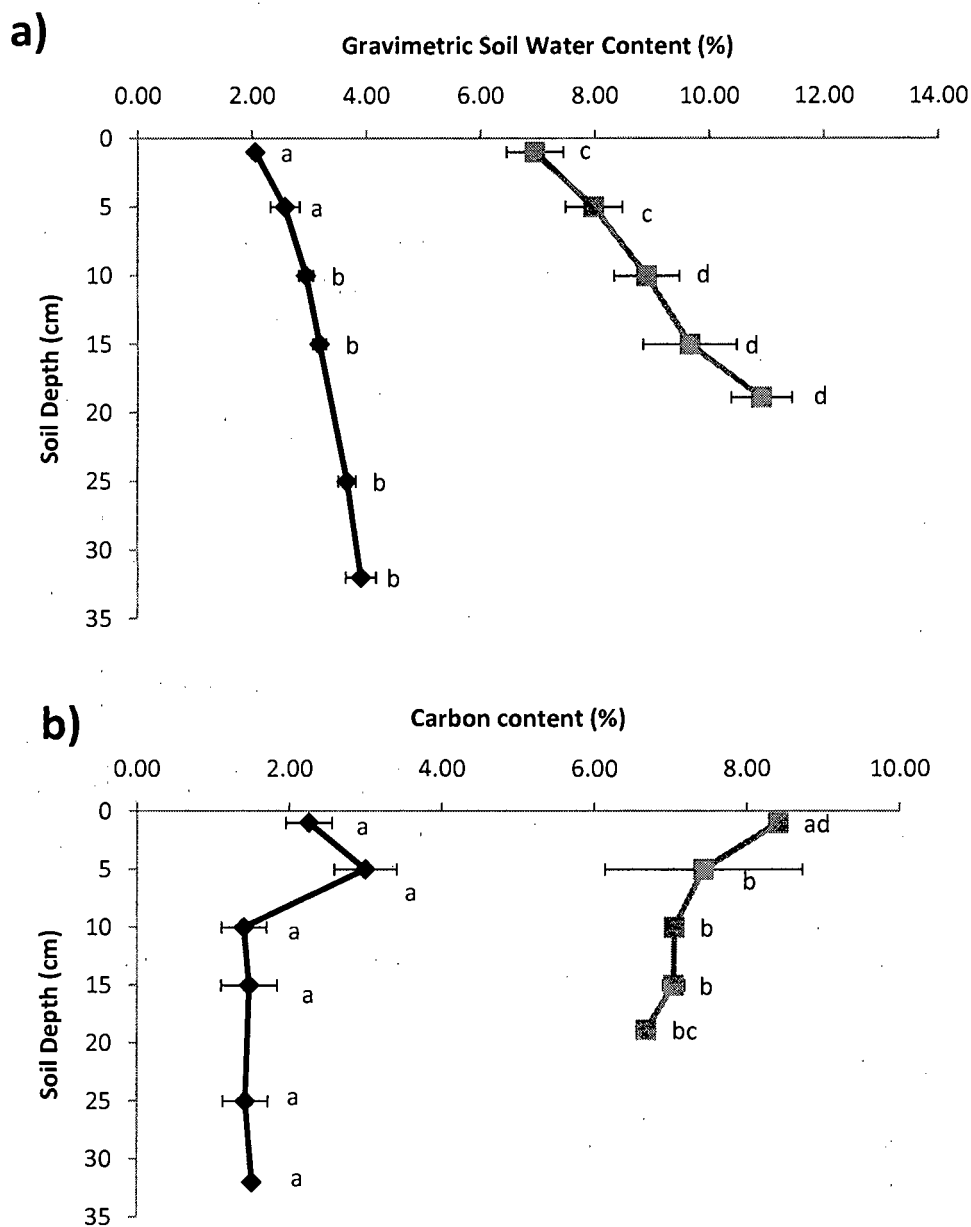 a)
Gravimetric Soil Water Content (%)
0.00 2.00 4.00 6.00 8.00 10.00 12.00 14.00
0
5
10
15
20
25
30
35
Soil Depth (cm)
a
a
b
b
b
b
c
c
d
d
d
b)
Carbon content (%)
0.00 2.00 4.00 6.00 8.00 10.00
0
5
10
15
20
25
30
35
Soil Depth (cm)
a
a
a
a
a
a
ad
b
b
b
bc